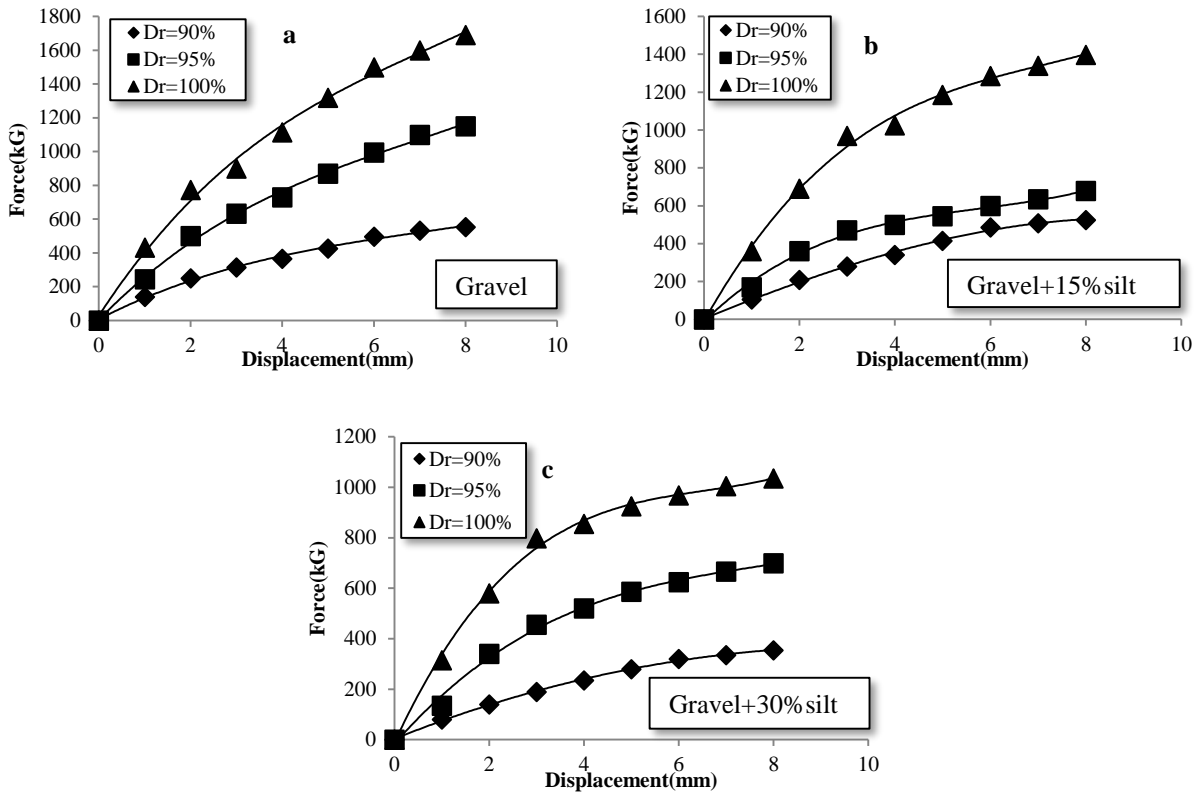 a
Dr=90%
Dr=95%
Dr=100%
Force(kG)
1800
1600
1400
1200
1000
800
600
400
200
0
0 2 4 6 8 10
Displacement(mm)
Gravel
b
Dr=90%
Dr=95%
Dr=100%
Force(kG)
1600
1400
1200
1000
800
600
400
200
0
0 2 4 6 8 10
Displacement(mm)
Gravel+15%silt
c
Dr=90%
Dr=95%
Dr=100%
Force(kG)
1200
1000
800
600
400
200
0
0 2 4 6 8 10
Displacement(mm)
Gravel+30%silt